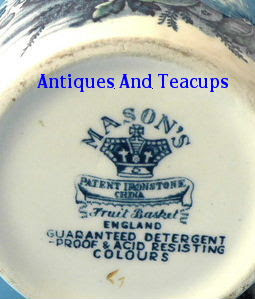 Antiques And Teacups
MASON'S
PATENT IRONSTONE
CHINA
Fruit Basket
ENGLAND
GUARANTEED DETERGENT
-PROOF & ACID RESISTING
COLOURS